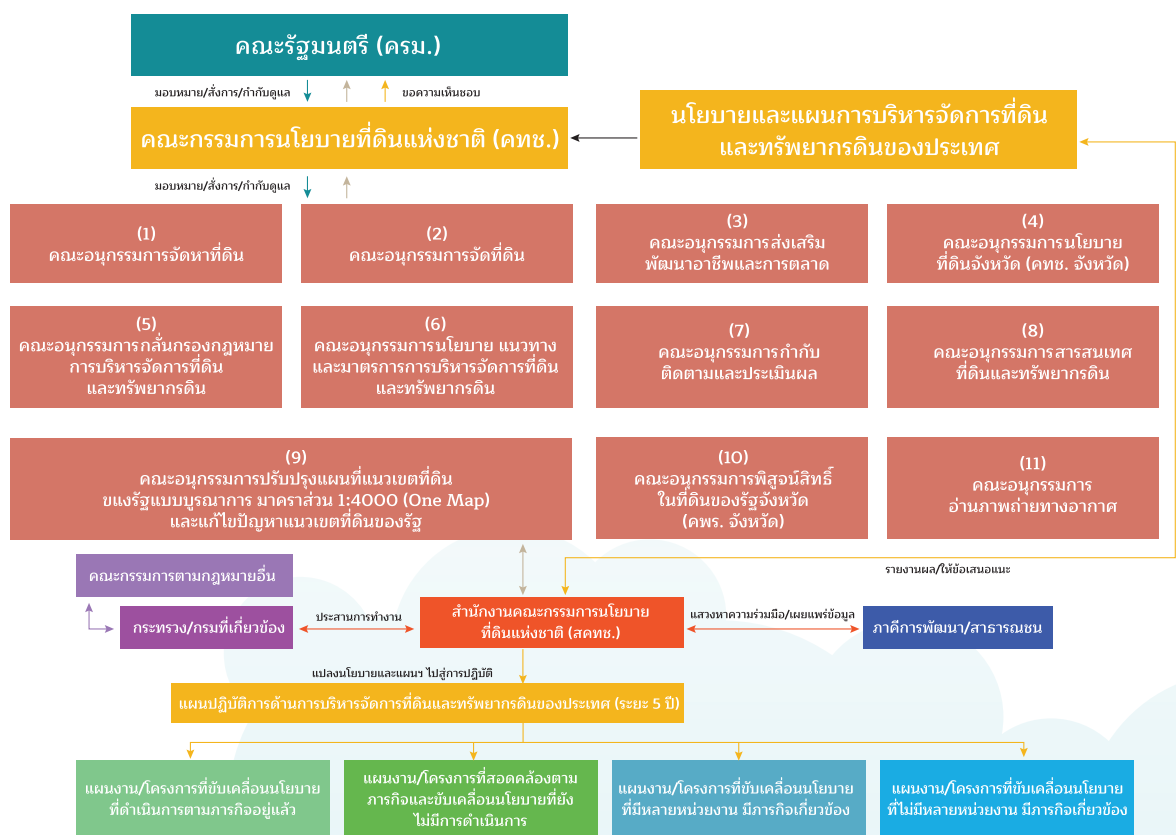 คณะรัฐมนตรี (ครม.)
มอบหมาย/สั่งการ/กำกับดูแล
ขอความเห็นชอบ
คณะกรรมการนโยบายที่ดินแห่งชาติ (คทช.)
นโยบายและแผนการบริหารจัดการที่ดิน
และทรัพยากรดินของประเทศ
มอบหมาย/สั่งการ/กำกับดูแล
(1)
คณะอนุกรรมการจัดหาที่ดิน
(2)
คณะอนุกรรมการจัดที่ดิน
(3)
คณะอนุกรรมการส่งเสริม
พัฒนาอาชีพและการตลาด
(4)
คณะอนุกรรมการนโยบาย
ที่ดินจังหวัด (คทช. จังหวัด)
(5)
คณะอนุกรรมการกลั่นกรองกฎหมาย
การบริหารจัดการที่ดิน
และทรัพยากรดิน
(6)
คณะอนุกรรมการนโยบาย แนวทาง
และมาตรการการบริหารจัดการที่ดิน
และทรัพยากรดิน
(7)
คณะอนุกรรมการกำกับ
ติดตามและประเมินผล
(8)
คณะอนุกรรมการสารสนเทศ
ที่ดินและทรัพยากรดิน
(9)
คณะอนุกรรมการปรับปรุงแผนที่แนวเขตที่ดิน
ขแงรัฐแบบบูรณาการ มาตราส่วน 1:4000 (One Map)
และแก้ไขปัญหาแนวเขตที่ดินของรัฐ
(10)
คณะอนุกรรมการพิสูจน์สิทธิ์
ในที่ดินของรัฐจังหวัด
(คพร. จังหวัด)
(11)
คณะอนุกรรมการ
อ่านภาพถ่ายทางอากาศ
รายงานผล/ให้ข้อเสนอแนะ
คณะกรรมการตามกฎหมายอื่น
กระทรวง/กรมที่เกี่ยวข้อง
ประสานการทำงาน
สำนักงานคณะกรรมการนโยบาย
ที่ดินแห่งชาติ (สคทช.)
แสวงหาความร่วมมือ/เผยแพร่ข้อมูล
ภาคีการพัฒนา/สาธารณชน
แปลงนโยบายและแผนฯ ไปสู่การปฏิบัติ
แผนปฏิบัติการด้านการบริหารจัดการที่ดินและทรัพยากรดินของประเทศ (ระยะ 5 ปี)
แผนงาน/โครงการที่ขับเคลื่อนนโยบาย
ที่ดำเนินการตามภารกิจอยู่แล้ว
แผนงาน/โครงการที่สอดคล้องตาม
ภารกิจและขับเคลื่อนนโยบายที่ยัง
ไม่มีการดำเนินการ
แผนงาน/โครงการที่ขับเคลื่อนนโยบาย
ที่มีหลายหน่วยงาน มีภารกิจเกี่ยวข้อง
แผนงาน/โครงการที่ขับเคลื่อนนโยบาย
ที่ไม่มีหลายหน่วยงาน มีภารกิจเกี่ยวข้อง